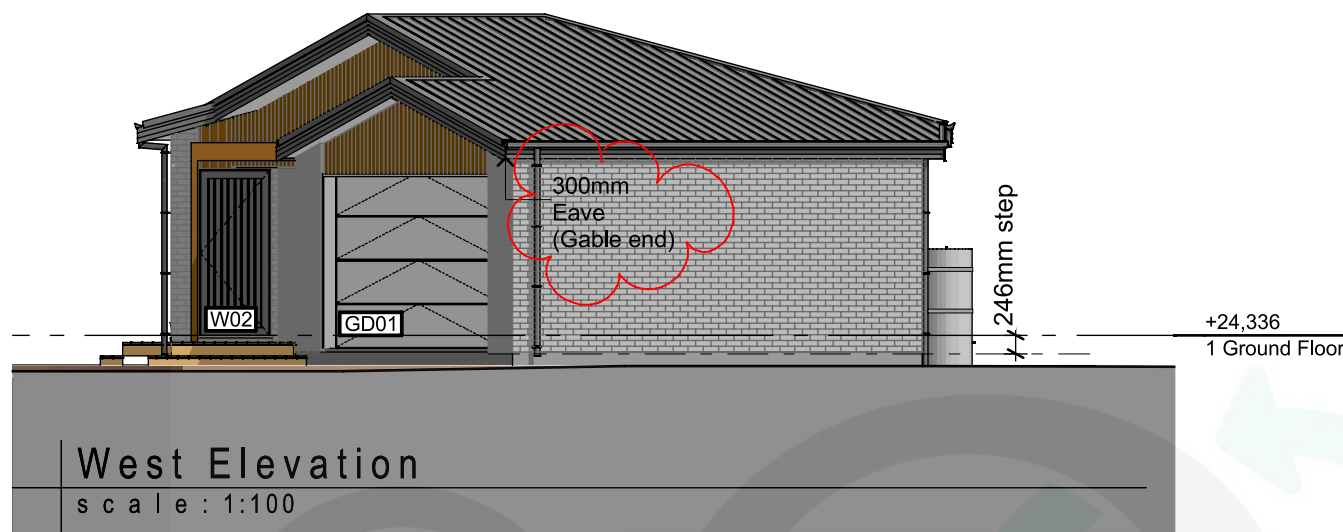 300mm
Eave
(Gable end)
246mm step
W02
GD01
+24,336
1 Ground Floor
West Elevation
scale: 1:100